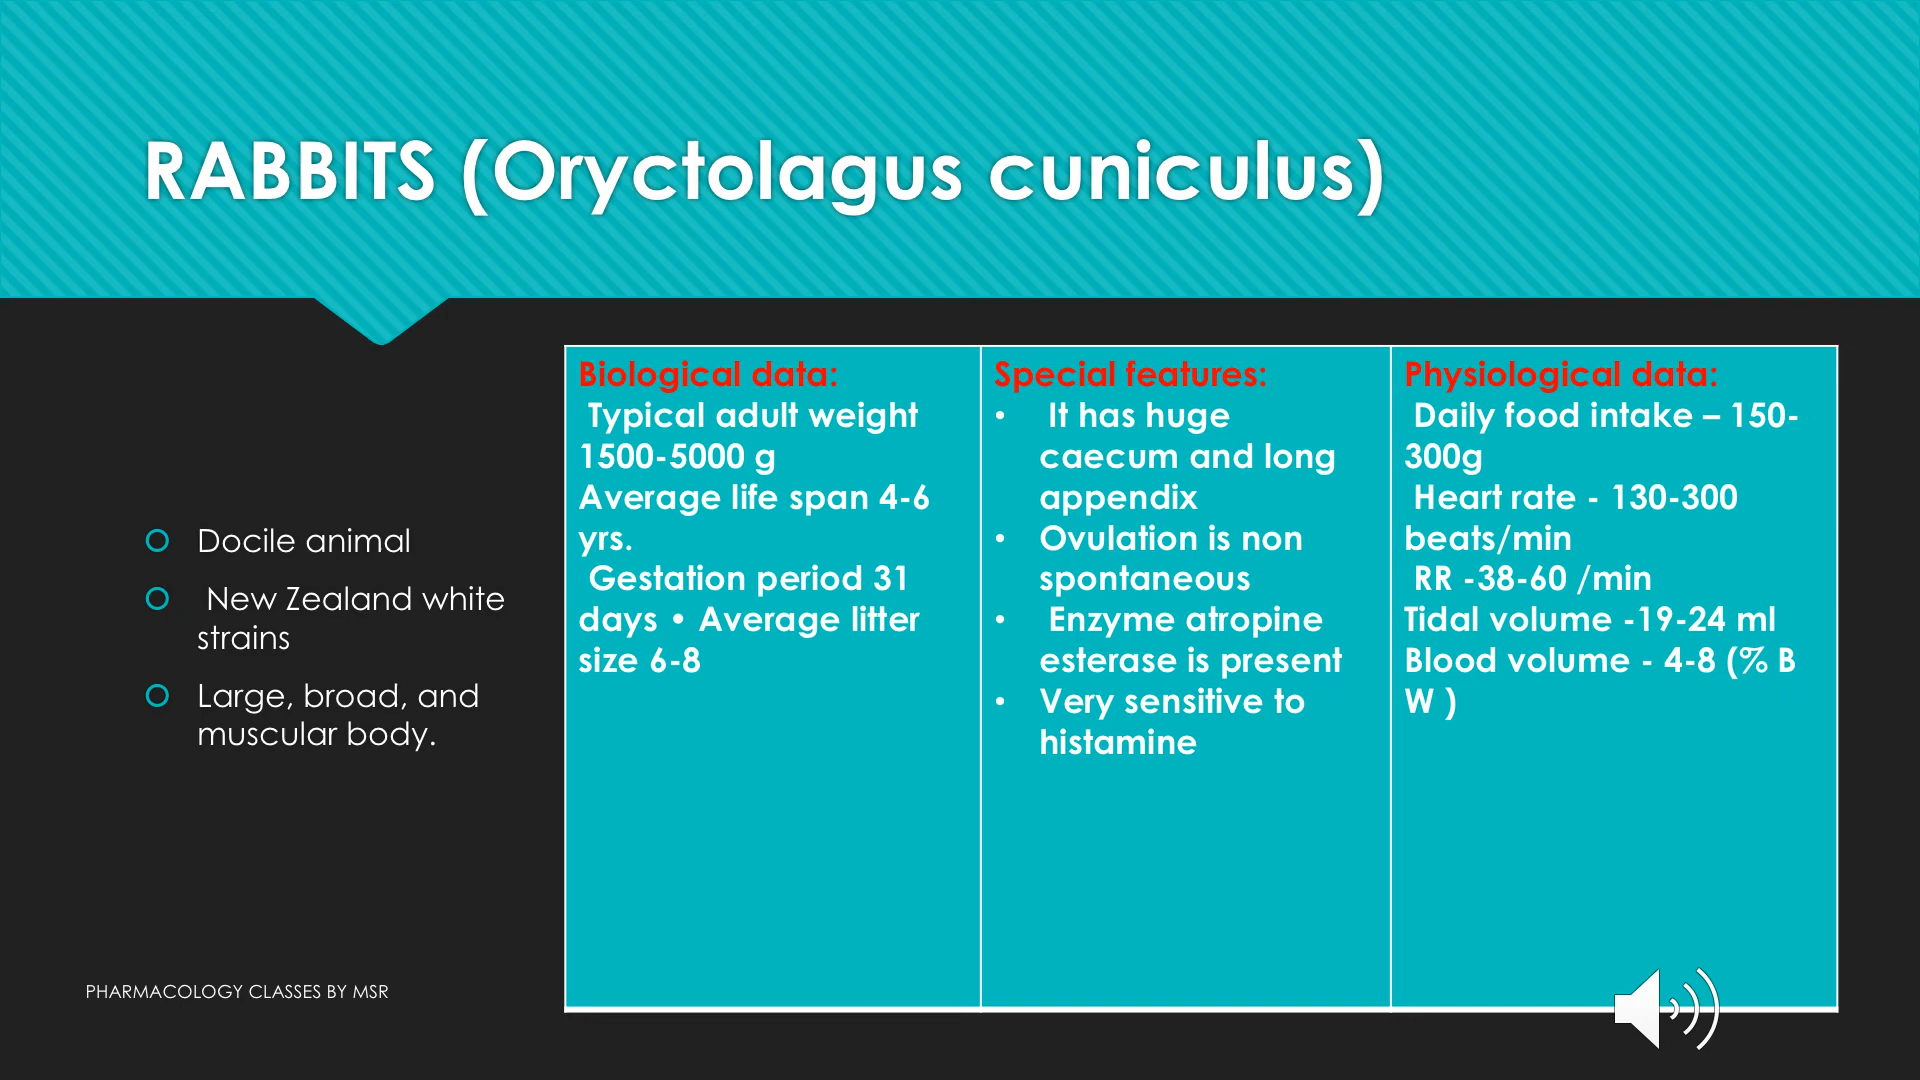 RABBITS (Oryctolagus cuniculus)
Docile animal
New Zealand white
strains
Large, broad, and
muscular body.
Biological data:
Typical adult weight
1500-5000 g
Average life span 4-6
yrs.
Gestation period 31
days • Average litter
size 6-8
Special features:
• It has huge
caecum and long
appendix
• Ovulation is non
spontaneous
• Enzyme atropine
esterase is present
• Very sensitive to
histamine
Physiological data:
Daily food intake – 150-
300g
Heart rate - 130-300
beats/min
RR -38-60 /min
Tidal volume -19-24 ml
Blood volume - 4-8 (% B
W )
PHARMACOLOGY CLASSES BY MSR